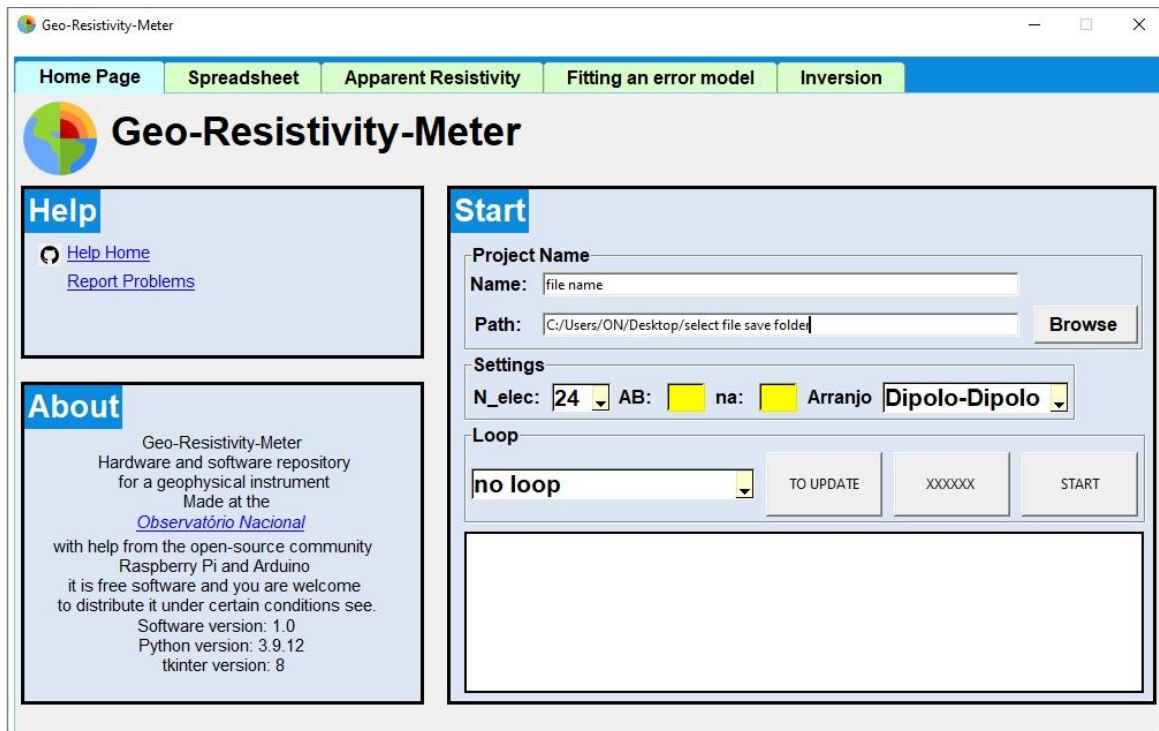 Geo-Resistivity-Meter
Home Page Spreadsheet Apparent Resistivity Fitting an error model Inversion
Geo-Resistivity-Meter
Help
Help Home
Report Problems
About
Geo-Resistivity-Meter
Hardware and software repository
for a geophysical instrument
Made at the
Observatório Nacional
with help from the open-source community
Raspberry Pi and Arduino
it is free software and you are welcome
to distribute it under certain conditions see.
Software version: 1.0
Python version: 3.9.12
tkinter version: 8
Start
Project Name
Name: file name
Path: C:/Users/ON/Desktop/select file save folder Browse
Settings
N_elec: 24 AB: na: Arranjo Dipolo-Dipolo
Loop
no loop TO UPDATE XXXXXX START